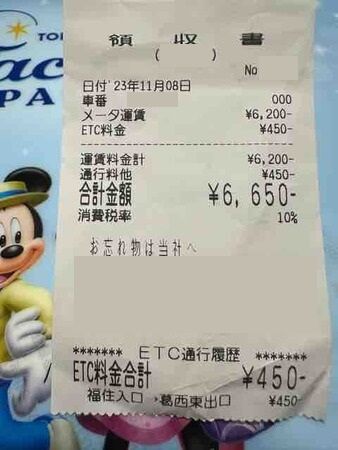 TO
ac
PA
領収書
(　　　)
No
日付'23年11月08日
車番 000
メータ運賃 ¥6,200-
ETC料金 ¥450-
運賃料金計 ¥6,200-
通行料他 ¥450-
合計金額 ¥6,650-
消費税率 10%
お忘れ物は当社へ
******* ETC通行履歴 *******
ETC料金合計 ¥450-
福住入口→葛西東出口 ¥450-